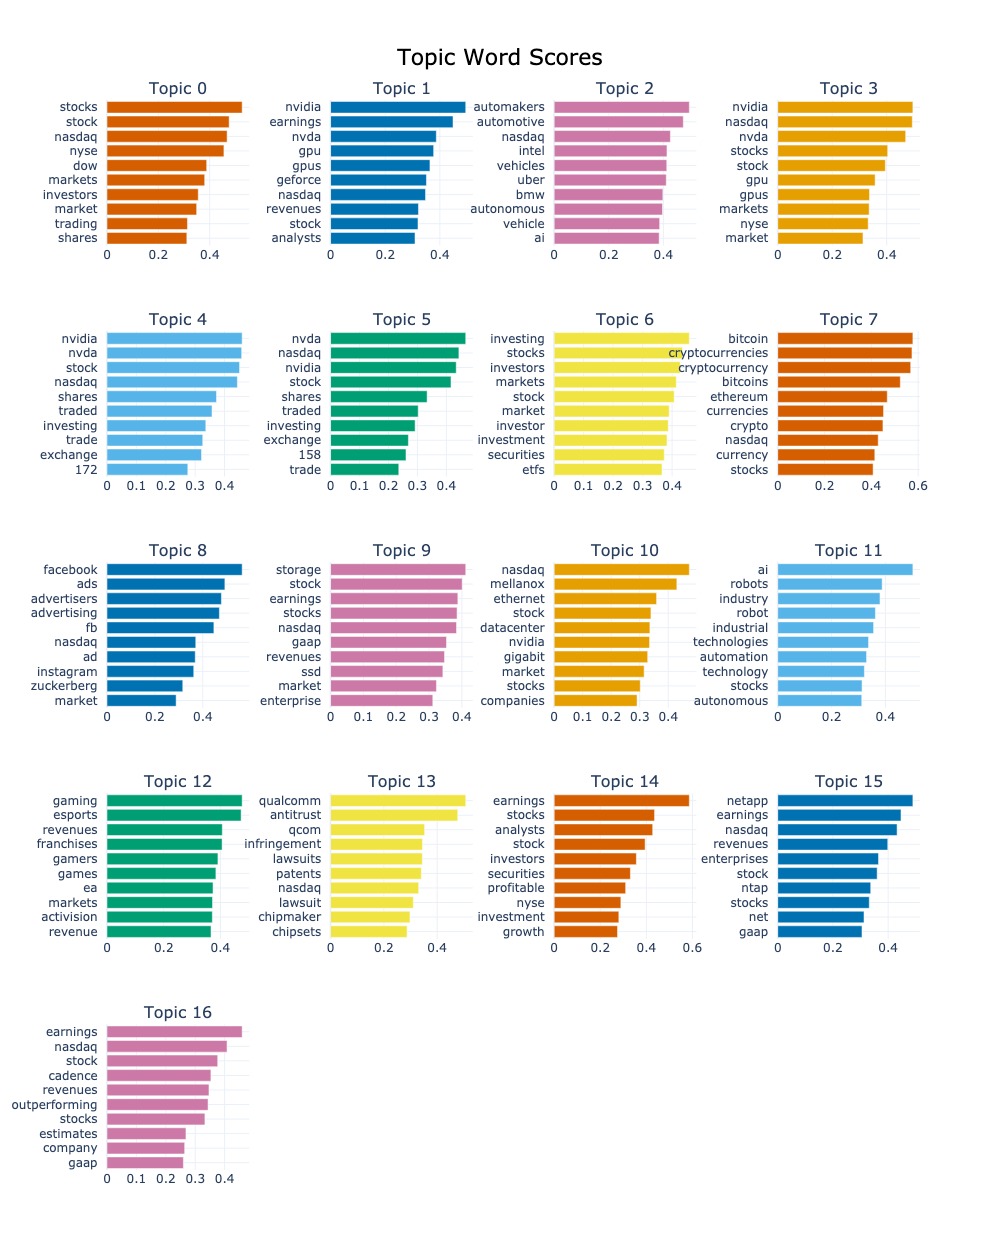 Topic Word Scores
Topic 0
stocks
stock
nasdaq
nyse
dow
markets
investors
market
trading
shares
0 0.2 0.4
Topic 1
nvidia
earnings
nvda
gpu
gpus
geforce
nasdaq
revenues
stock
analysts
0 0.2 0.4
Topic 2
automakers
automotive
nasdaq
intel
vehicles
uber
bmw
autonomous
vehicle
ai
0 0.2 0.4
Topic 3
nvidia
nasdaq
nvda
stocks
stock
gpu
gpus
markets
nyse
market
0 0.2 0.4
Topic 4
nvidia
nvda
stock
nasdaq
shares
traded
investing
trade
exchange
172
0 0.1 0.2 0.3 0.4
Topic 5
nvda
nasdaq
nvidia
stock
shares
traded
investing
exchange
158
trade
0 0.1 0.2 0.3 0.4
Topic 6
investing
stocks
investors
markets
stock
market
investor
investment
securities
etfs
0 0.2 0.4
Topic 7
bitcoin
cryptocurrencies
cryptocurrency
bitcoins
ethereum
currencies
crypto
nasdaq
currency
stocks
0 0.2 0.4 0.6
Topic 8
facebook
ads
advertisers
advertising
fb
nasdaq
ad
instagram
zuckerberg
market
0 0.2 0.4
Topic 9
storage
stock
earnings
stocks
nasdaq
gaap
revenues
ssd
market
enterprise
0 0.1 0.2 0.3 0.4
Topic 10
nasdaq
mellanox
ethernet
stock
datacenter
nvidia
gigabit
market
stocks
companies
0 0.1 0.2 0.3 0.4
Topic 11
ai
robots
industry
robot
industrial
technologies
automation
technology
stocks
autonomous
0 0.2 0.4
Topic 12
gaming
esports
revenues
franchises
gamers
games
ea
markets
activision
revenue
0 0.2 0.4
Topic 13
qualcomm
antitrust
qcom
infringement
lawsuits
patents
nasdaq
lawsuit
chipmaker
chipsets
0 0.2 0.4
Topic 14
earnings
stocks
analysts
stock
investors
securities
profitable
nyse
investment
growth
0 0.2 0.4 0.6
Topic 15
netapp
earnings
nasdaq
revenues
enterprises
stock
ntap
stocks
net
gaap
0 0.2 0.4
Topic 16
earnings
nasdaq
stock
cadence
revenues
outperforming
stocks
estimates
company
gaap
0 0.1 0.2 0.3 0.4